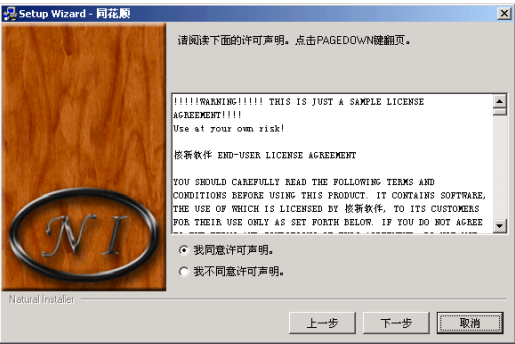 Setup Wizard - 同花顺
请阅读下面的许可声明。点击PAGEDOWN键翻页。
!!!!!WARNING!!!!! THIS IS JUST A SAMPLE LICENSE
AGREEMENT!!!!
Use at your own risk!
核新软件 END-USER LICENSE AGREEMENT
YOU SHOULD CAREFULLY READ THE FOLLOWING TERMS AND
CONDITIONS BEFORE USING THIS PRODUCT. IT CONTAINS SOFTWARE,
THE USE OF WHICH IS LICENSED BY 核新软件, TO ITS CUSTOMERS
FOR THEIR USE ONLY AS SET FORTH BELOW. IF YOU DO NOT AGREE
NI
我同意许可声明。
我不同意许可声明。
Natural Installer
上一步 下一步 取消